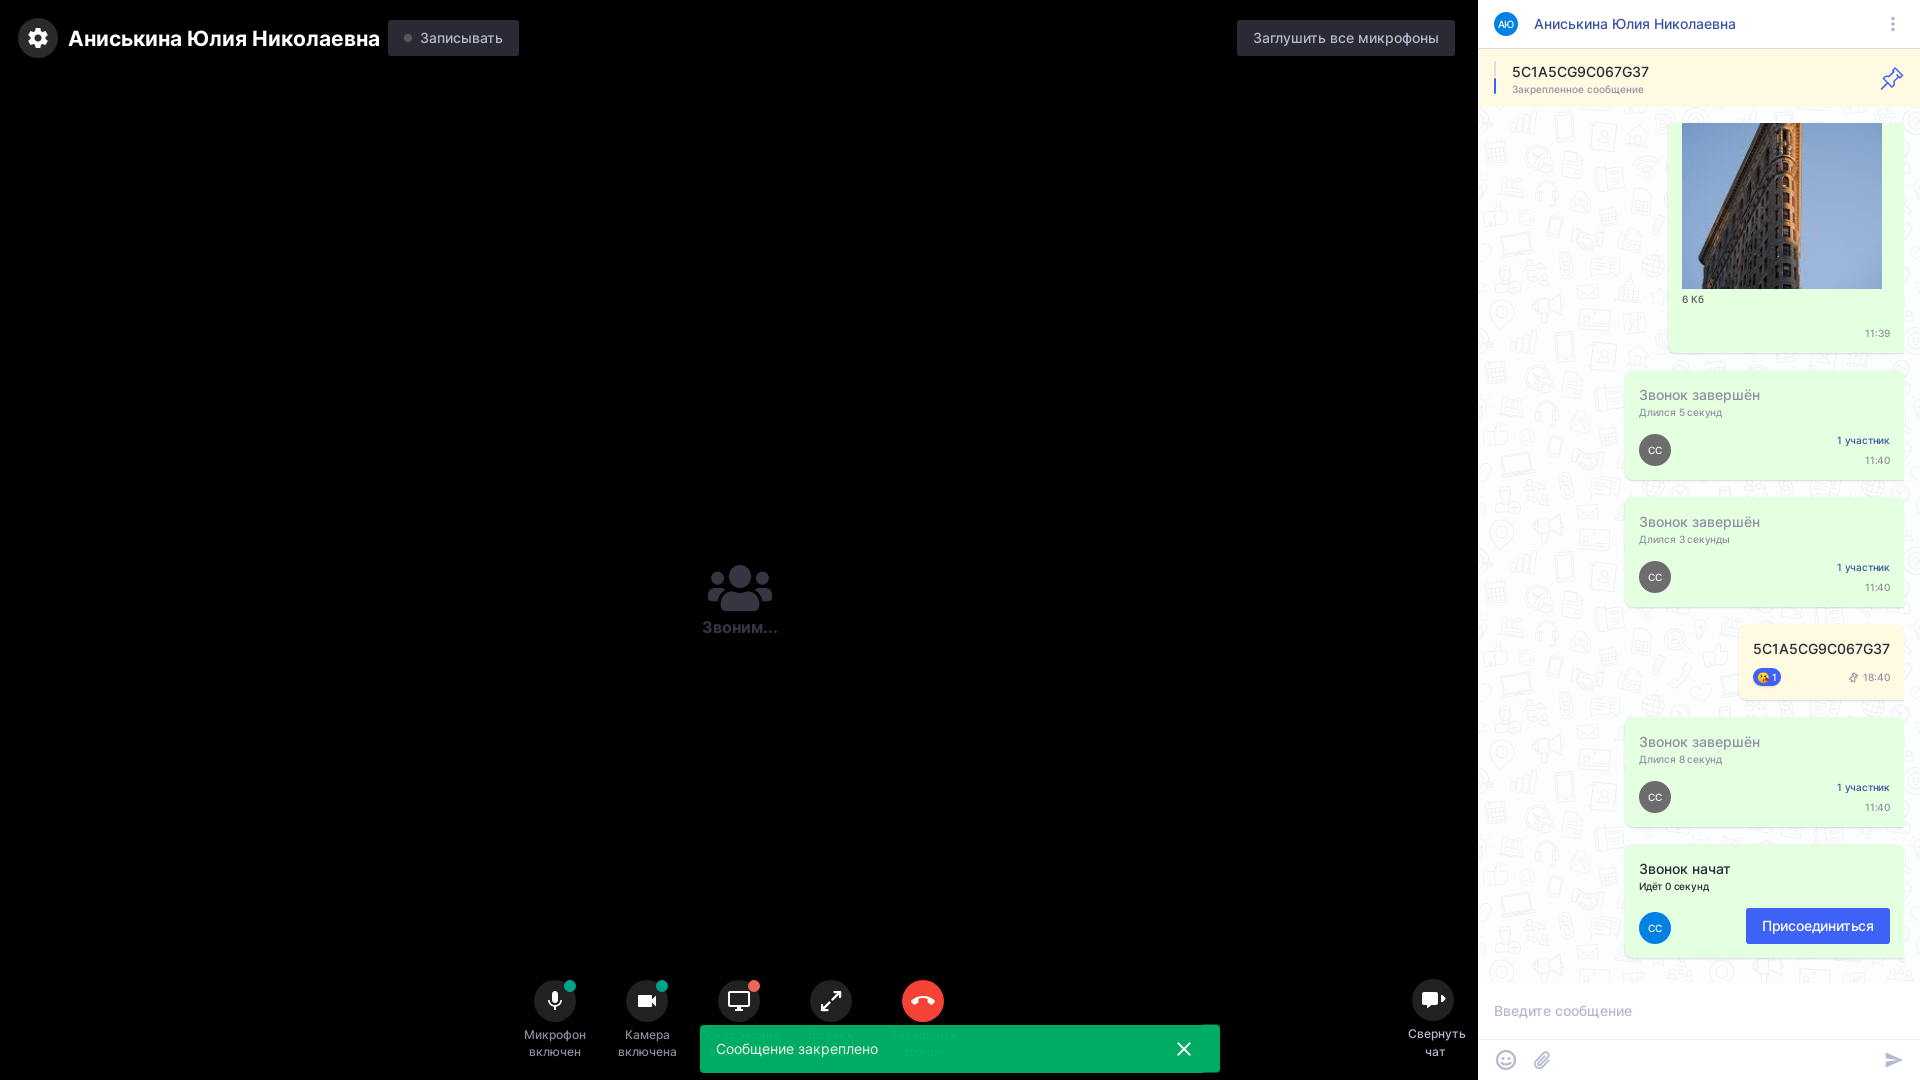 Аниськина Юлия Николаевна
Записывать
Заглушить все микрофоны
Звоним...
Микрофон
включен
Камера
включена
Сообщение закреплено
Свернуть
чат
АЮ
Аниськина Юлия Николаевна
5C1A5CG9C067G37
Закрепленное сообщение
6 Кб
11:39
Звонок завершён
Длился 5 секунд
1 участник
СС
11:40
Звонок завершён
Длился 3 секунды
1 участник
СС
11:40
5C1A5CG9C067G37
1
18:40
Звонок завершён
Длился 8 секунд
1 участник
СС
11:40
Звонок начат
Идёт 0 секунд
СС
Присоединиться
Введите сообщение